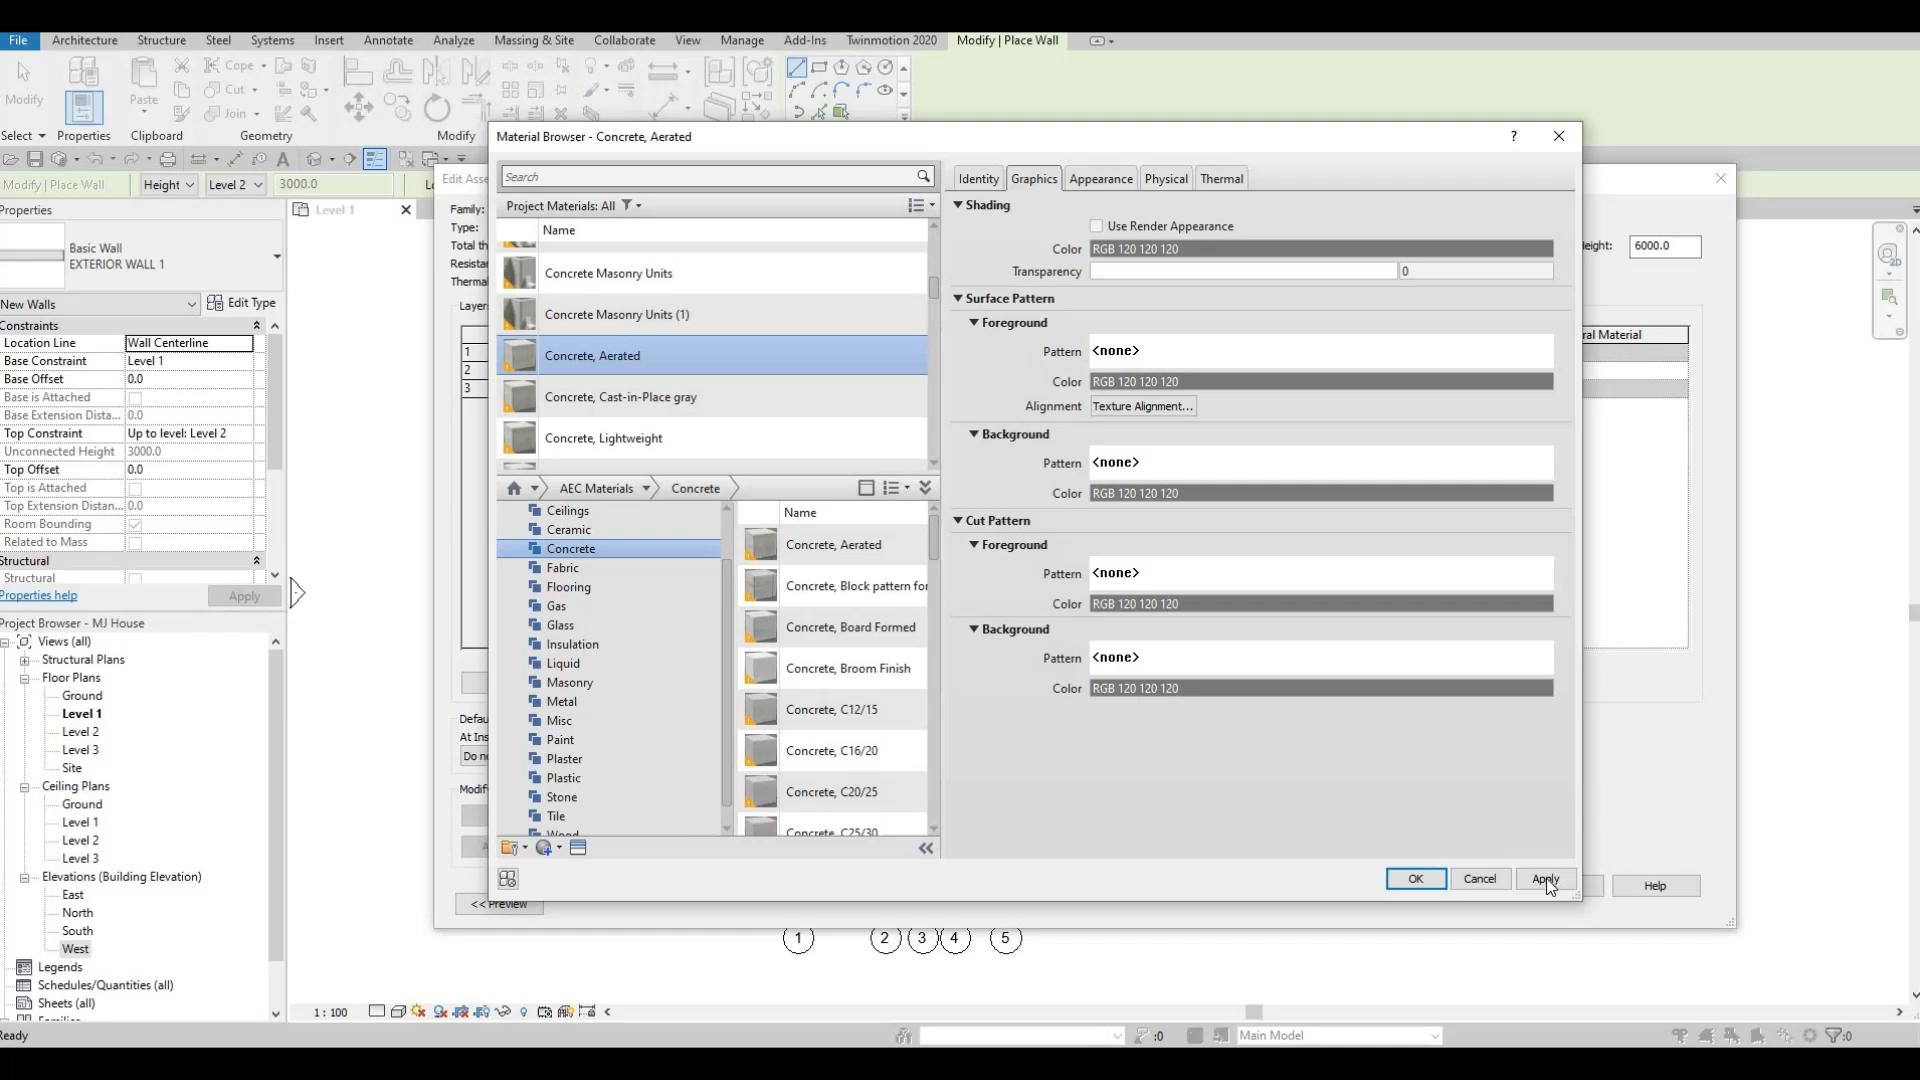 File Architecture Structure Steel Systems Insert Annotate Analyze Massing & Site Collaborate View Manage Add-Ins Twinmotion 2020 Modify | Place Wall
Cope
Modify
Paste
Cut
Join
Select Properties Clipboard Geometry Modify
Modify | Place Wall Height Level 2 3000.0
Material Browser - Concrete, Aerated
Search
Project Materials: All
Name
Concrete Masonry Units
Concrete Masonry Units (1)
Concrete, Aerated
Concrete, Cast-in-Place gray
Concrete, Lightweight
AEC Materials Concrete
Ceilings
Ceramic
Concrete
Fabric
Flooring
Gas
Glass
Insulation
Liquid
Masonry
Metal
Misc
Paint
Plaster
Plastic
Stone
Tile
Wood
Name
Concrete, Aerated
Concrete, Block pattern for
Concrete, Board Formed
Concrete, Broom Finish
Concrete, C12/15
Concrete, C16/20
Concrete, C20/25
Concrete, C25/30
Identity Graphics Appearance Physical Thermal
Shading
Use Render Appearance
Color RGB 120 120 120
Transparency 0
Surface Pattern
Foreground
Pattern <none>
Color RGB 120 120 120
Alignment Texture Alignment...
Background
Pattern <none>
Color RGB 120 120 120
Cut Pattern
Foreground
Pattern <none>
Color RGB 120 120 120
Background
Pattern <none>
Color RGB 120 120 120
OK Cancel Apply
Family:
Type:
1
2
3
6000.0
<< Preview
Help
Level 1
Properties
Basic Wall
EXTERIOR WALL 1
New Walls Edit Type
Constraints
Location Line Wall Centerline
Base Constraint Level 1
Base Offset 0.0
Base is Attached
Base Extension Dista... 0.0
Top Constraint Up to level: Level 2
Unconnected Height 3000.0
Top Offset 0.0
Top is Attached
Top Extension Distan... 0.0
Room Bounding
Related to Mass
Structural
Structural
Properties help Apply
Project Browser - MJ House
Views (all)
Structural Plans
Floor Plans
Ground
Level 1
Level 2
Level 3
Site
Ceiling Plans
Ground
Level 1
Level 2
Level 3
Elevations (Building Elevation)
East
North
South
West
Legends
Schedules/Quantities (all)
Sheets (all)
1 2 3 4 5
1 : 100
Ready :0 Main Model :0